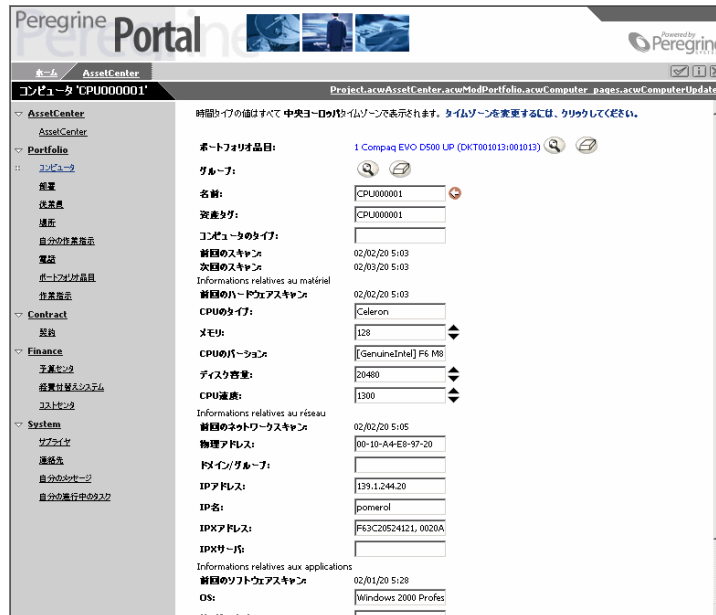 Peregrine Portal
Powered by
Peregrine
ホーム AssetCenter
コンピュータ 'CPU000001'
Project.acwAssetCenter.acwModPortfolio.acwComputer_pages.acwComputerUpdate
AssetCenter
AssetCenter
Portfolio
コンピュータ
部署
従業員
場所
自分の作業指示
電話
ポートフォリオ品目
作業指示
Contract
契約
Finance
予算センタ
経費付替えシステム
コストセンタ
System
サプライヤ
連絡先
自分のメッセージ
自分の進行中のタスク
時間タイプの値はすべて 中央ヨーロッパタイムゾーンで表示されます。タイムゾーンを変更するには、クリックしてください。
ポートフォリオ品目: 1 Compaq EVO D500 UP (DKT001013;001013)
グループ:
名前: CPU000001
資産タグ: CPU000001
コンピュータのタイプ:
前回のスキャン: 02/02/20 5:03
次回のスキャン: 02/03/20 5:03
Informations relatives au matériel
前回のハードウェアスキャン: 02/02/20 5:03
CPUのタイプ: Celeron
メモリ: 128
CPUのバージョン: [GenuineIntel] F6 M8
ディスク容量: 20480
CPU速度: 1300
Informations relatives au réseau
前回のネットワークスキャン: 02/02/20 5:05
物理アドレス: 00-10-A4-E8-97-20
ドメイン/グループ:
IPアドレス: 139.1.244.20
IP名: pomerol
IPXアドレス: F63C20524121, 0020A
IPXサーバ:
Informations relatives aux applications
前回のソフトウェアスキャン: 02/01/20 5:28
OS: Windows 2000 Profes